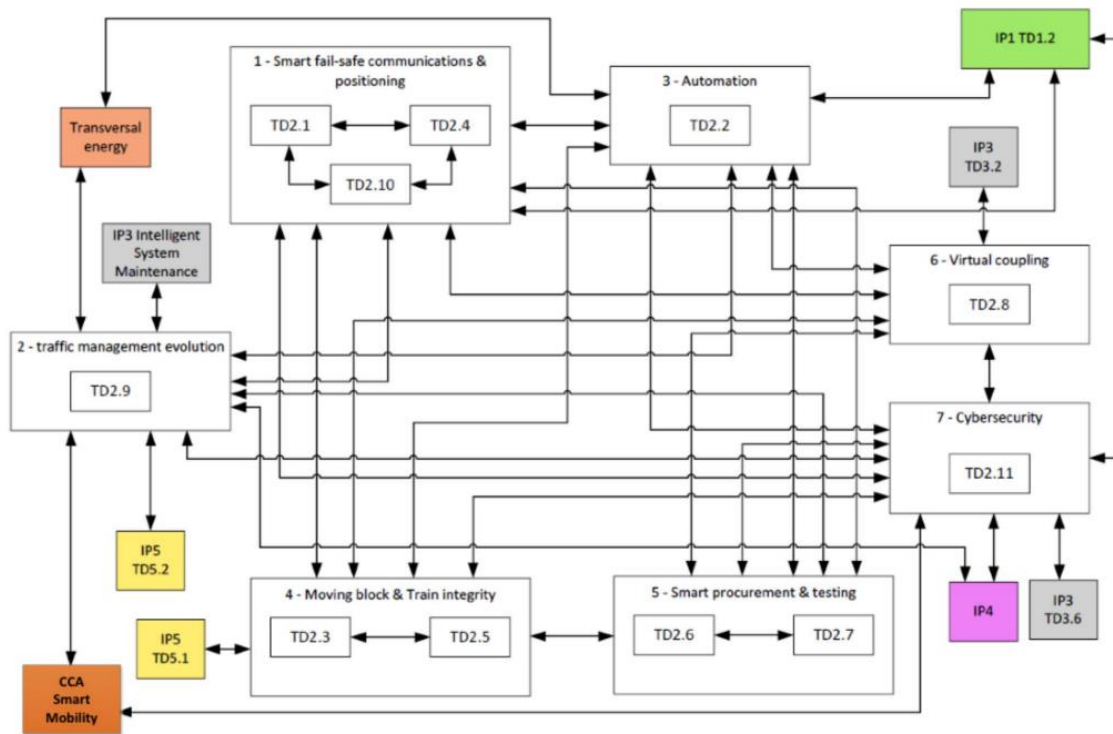 1 - Smart fail-safe communications &
positioning
TD2.1
TD2.4
TD2.10
3 - Automation
TD2.2
IP1 TD1.2
Transversal
energy
IP3
TD3.2
IP3 Intelligent
System
Maintenance
6 - Virtual coupling
TD2.8
2 - traffic management evolution
TD2.9
7 - Cybersecurity
TD2.11
IP5
TD5.2
4 - Moving block & Train integrity
TD2.3
TD2.5
5 - Smart procurement & testing
TD2.6
TD2.7
IP4
IP3
TD3.6
IP5
TD5.1
CCA
Smart
Mobility